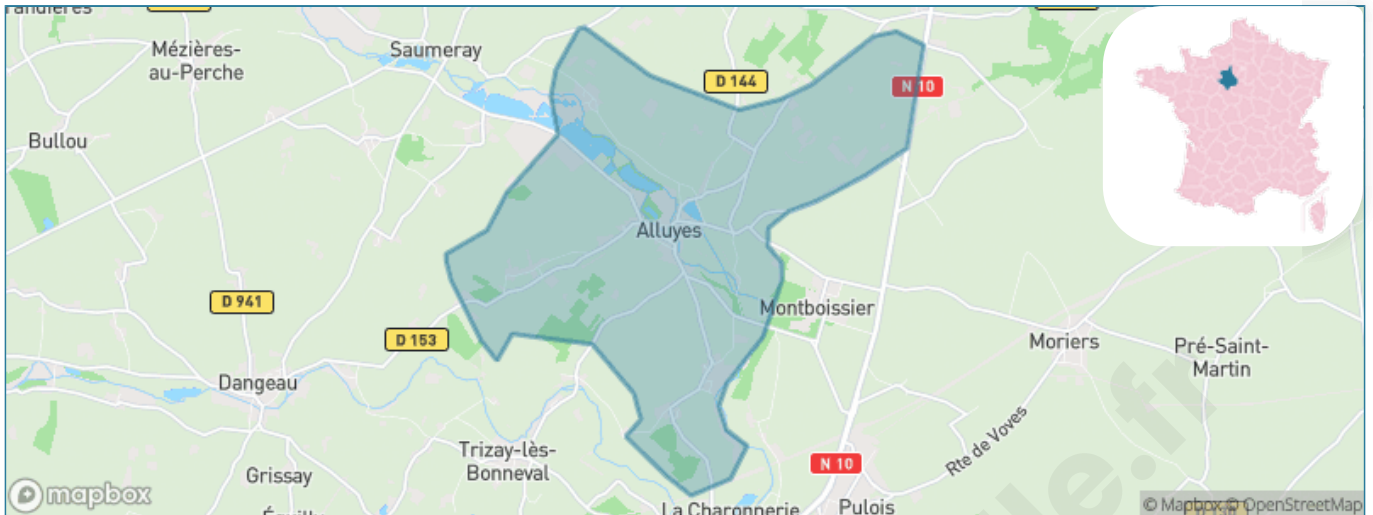 Mézières-
au-Perche
Saumeray
D 144
N 10
Bullou
Alluyes
D 941
Montboissier
D 153
Moriers
Pré-Saint-
Martin
Dangeau
Trizay-lès-
Bonneval
Rte de Voves
Grissay
N 10
La Charonnerie
Pulois
mapbox
© Mapbox © OpenStreetMap